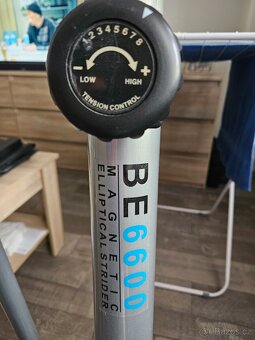 12345678
- +
LOW HIGH
TENSION CONTROL
BE6600
MAGNETIC
ELLIPTICAL STRIDER